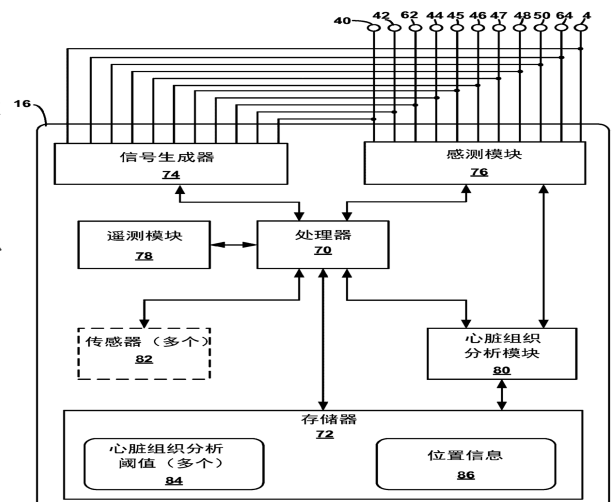 40 42 62 44 45 46 47 48 50 64 4
16
信号生成器
74
感测模块
76
遥测模块
78
处理器
70
传感器（多个）
82
心脏组织
分析模块
80
存储器
72
心脏组织分析
阈值（多个）
84
位置信息
86